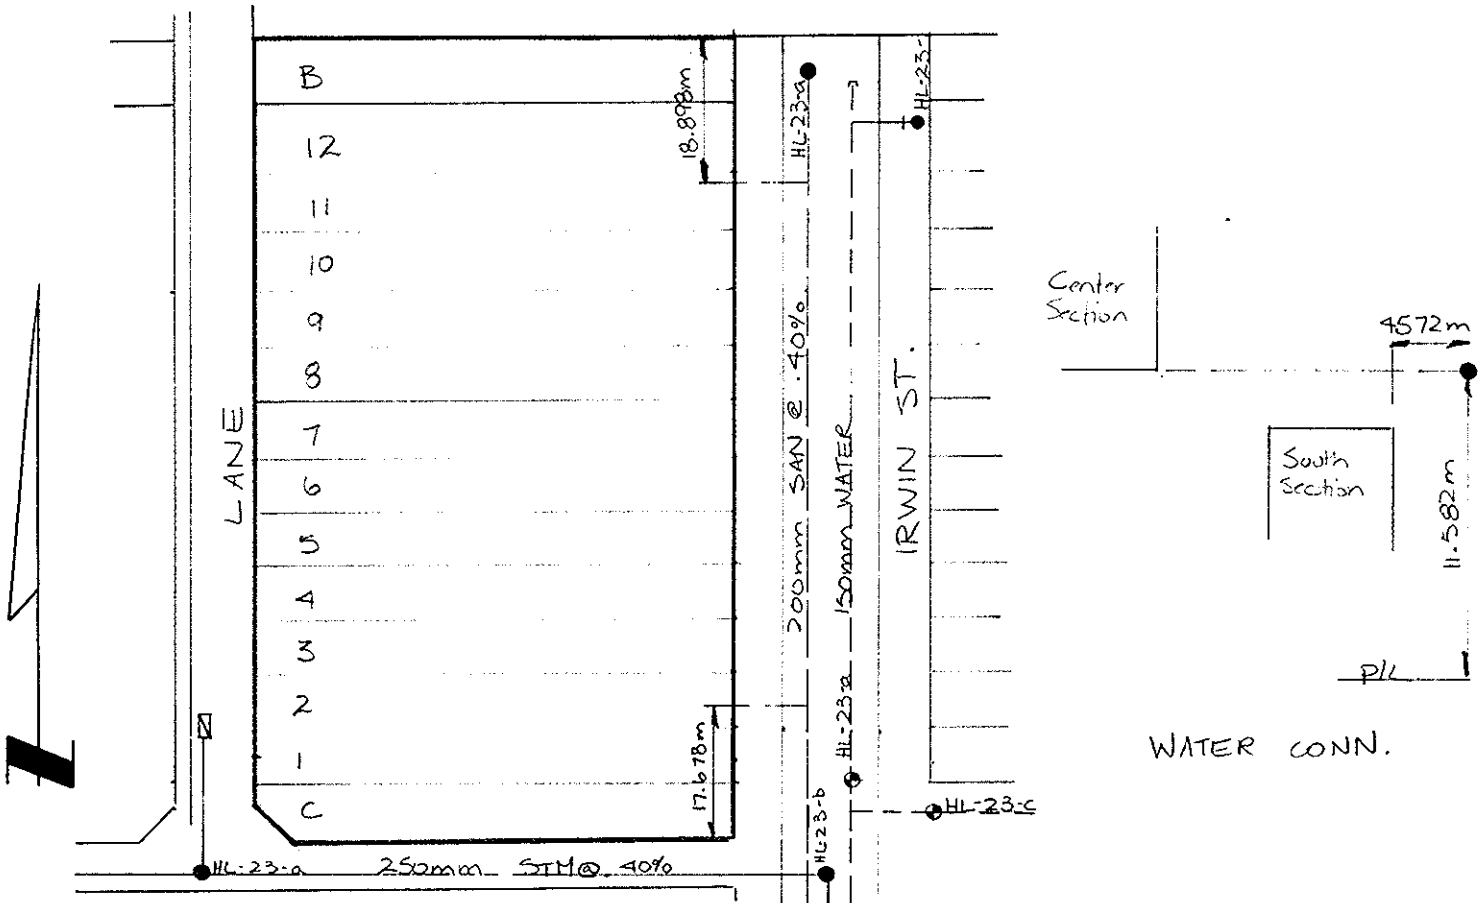 B
12
11
10
9
8
7
6
5
4
3
2
1
C
LANE
18.898m
17.678m
HL-23-a
200mm SAN @ .40%
150mm WATER
HL-23-a
HL-23-
IRWIN ST.
HL-23-b
HL-23-c
HL-23-a
250mm STM @ .40%
Center
Section
4572m
South
Section
11.582m
P/L
WATER CONN.